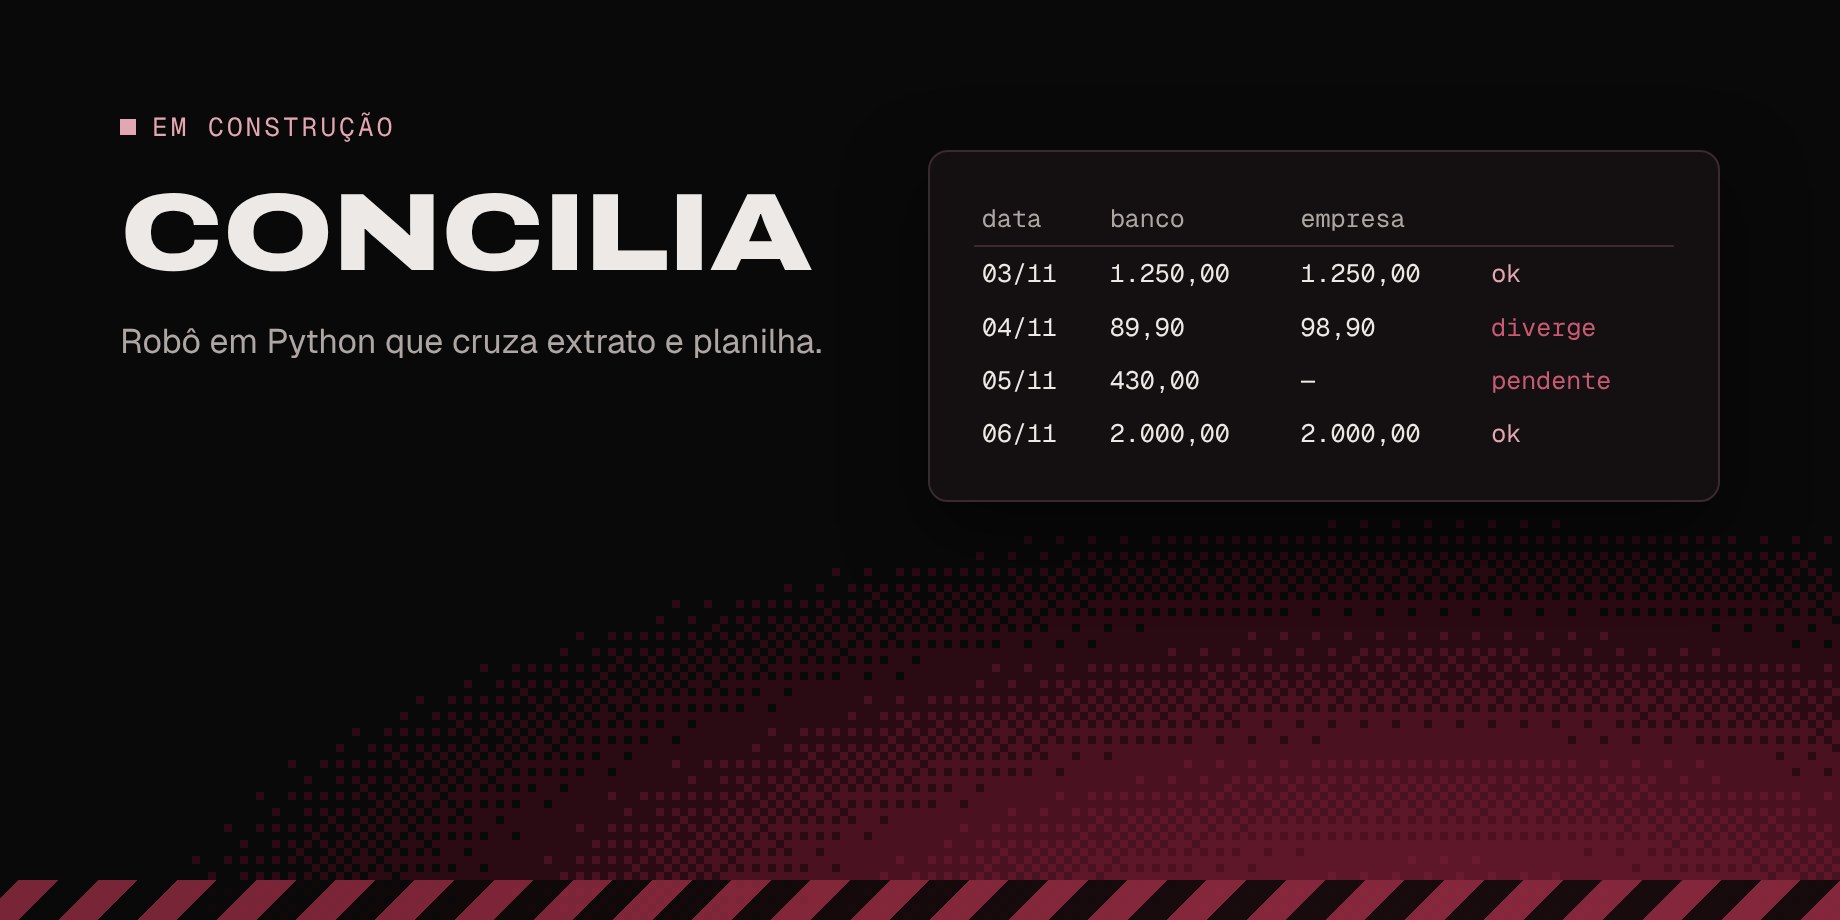 EM CONSTRUÇÃO
CONCILIA
Robô em Python que cruza extrato e planilha.
data banco empresa
03/11 1.250,00 1.250,00 ok
04/11 89,90 98,90 diverge
05/11 430,00 — pendente
06/11 2.000,00 2.000,00 ok